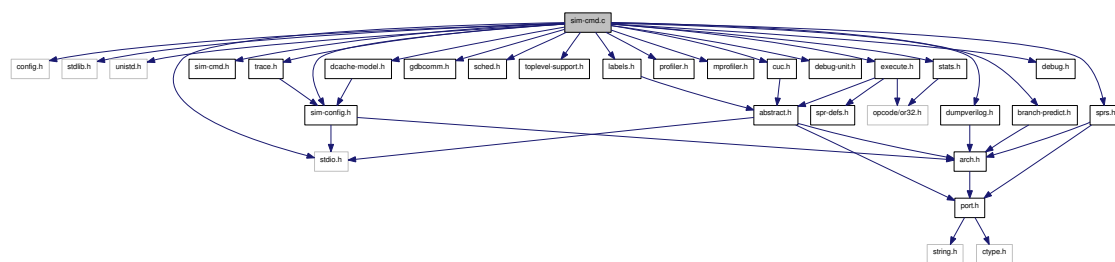 sim-cmd.c
config.h
stdlib.h
unistd.h
sim-cmd.h
trace.h
dcache-model.h
gdbcomm.h
sched.h
toplevel-support.h
labels.h
profiler.h
mprofiler.h
cuc.h
debug-unit.h
execute.h
stats.h
debug.h
sim-config.h
abstract.h
spr-defs.h
opcode/or32.h
dumpverilog.h
branch-predict.h
sprs.h
stdio.h
arch.h
port.h
string.h
ctype.h